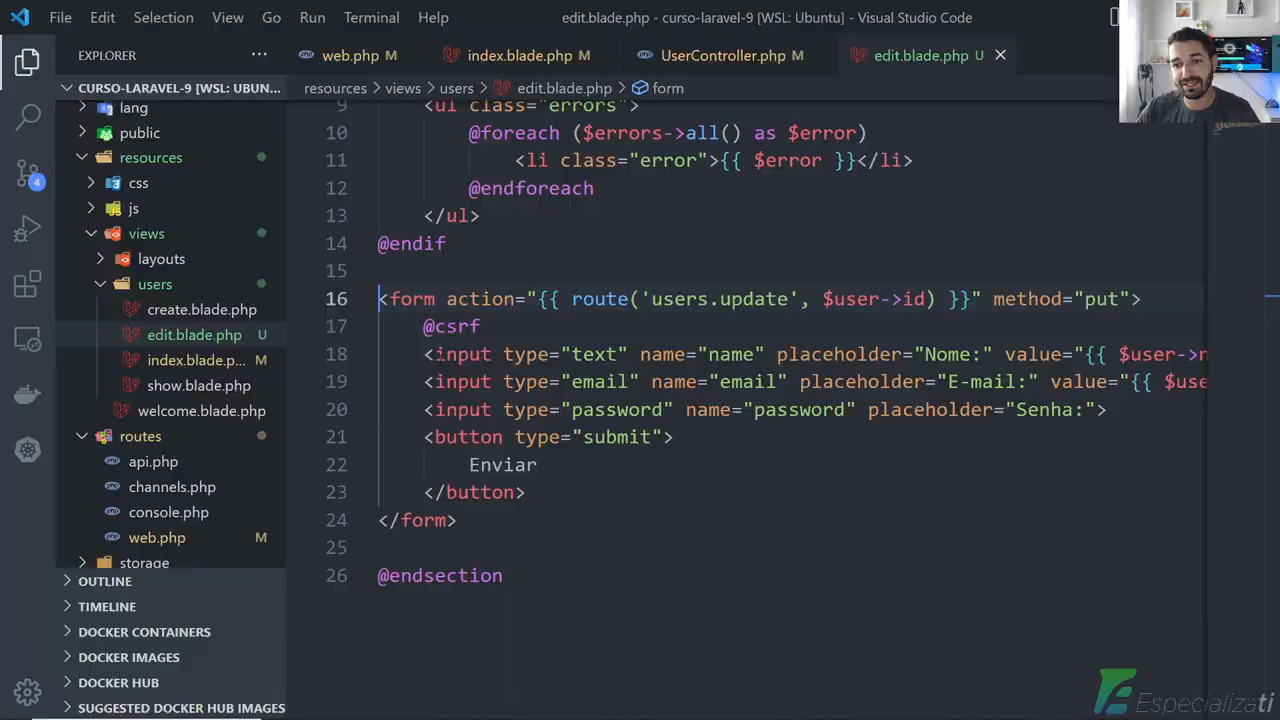 File Edit Selection View Go Run Terminal Help edit.blade.php - curso-laravel-9 [WSL: Ubuntu] - Visual Studio Code
EXPLORER ··· web.php M index.blade.php M UserController.php M edit.blade.php U
CURSO-LARAVEL-9 [WSL: UBUN... resources > views > users > edit.blade.php > form
lang
public
resources
css
js
views
layouts
users
create.blade.php
edit.blade.php U
index.blade.p... M
show.blade.php
welcome.blade.php
routes
api.php
channels.php
console.php
web.php M
storage
OUTLINE
TIMELINE
DOCKER CONTAINERS
DOCKER IMAGES
DOCKER HUB
SUGGESTED DOCKER HUB IMAGES
4
9 <ul class="errors">
10 @foreach ($errors->all() as $error)
11 <li class="error">{{ $error }}</li>
12 @endforeach
13 </ul>
14 @endif
15
16 <form action="{{ route('users.update', $user->id) }}" method="put">
17 @csrf
18 <input type="text" name="name" placeholder="Nome:" value="{{ $user->n
19 <input type="email" name="email" placeholder="E-mail:" value="{{ $use
20 <input type="password" name="password" placeholder="Senha:">
21 <button type="submit">
22 Enviar
23 </button>
24 </form>
25
26 @endsection
Especializati